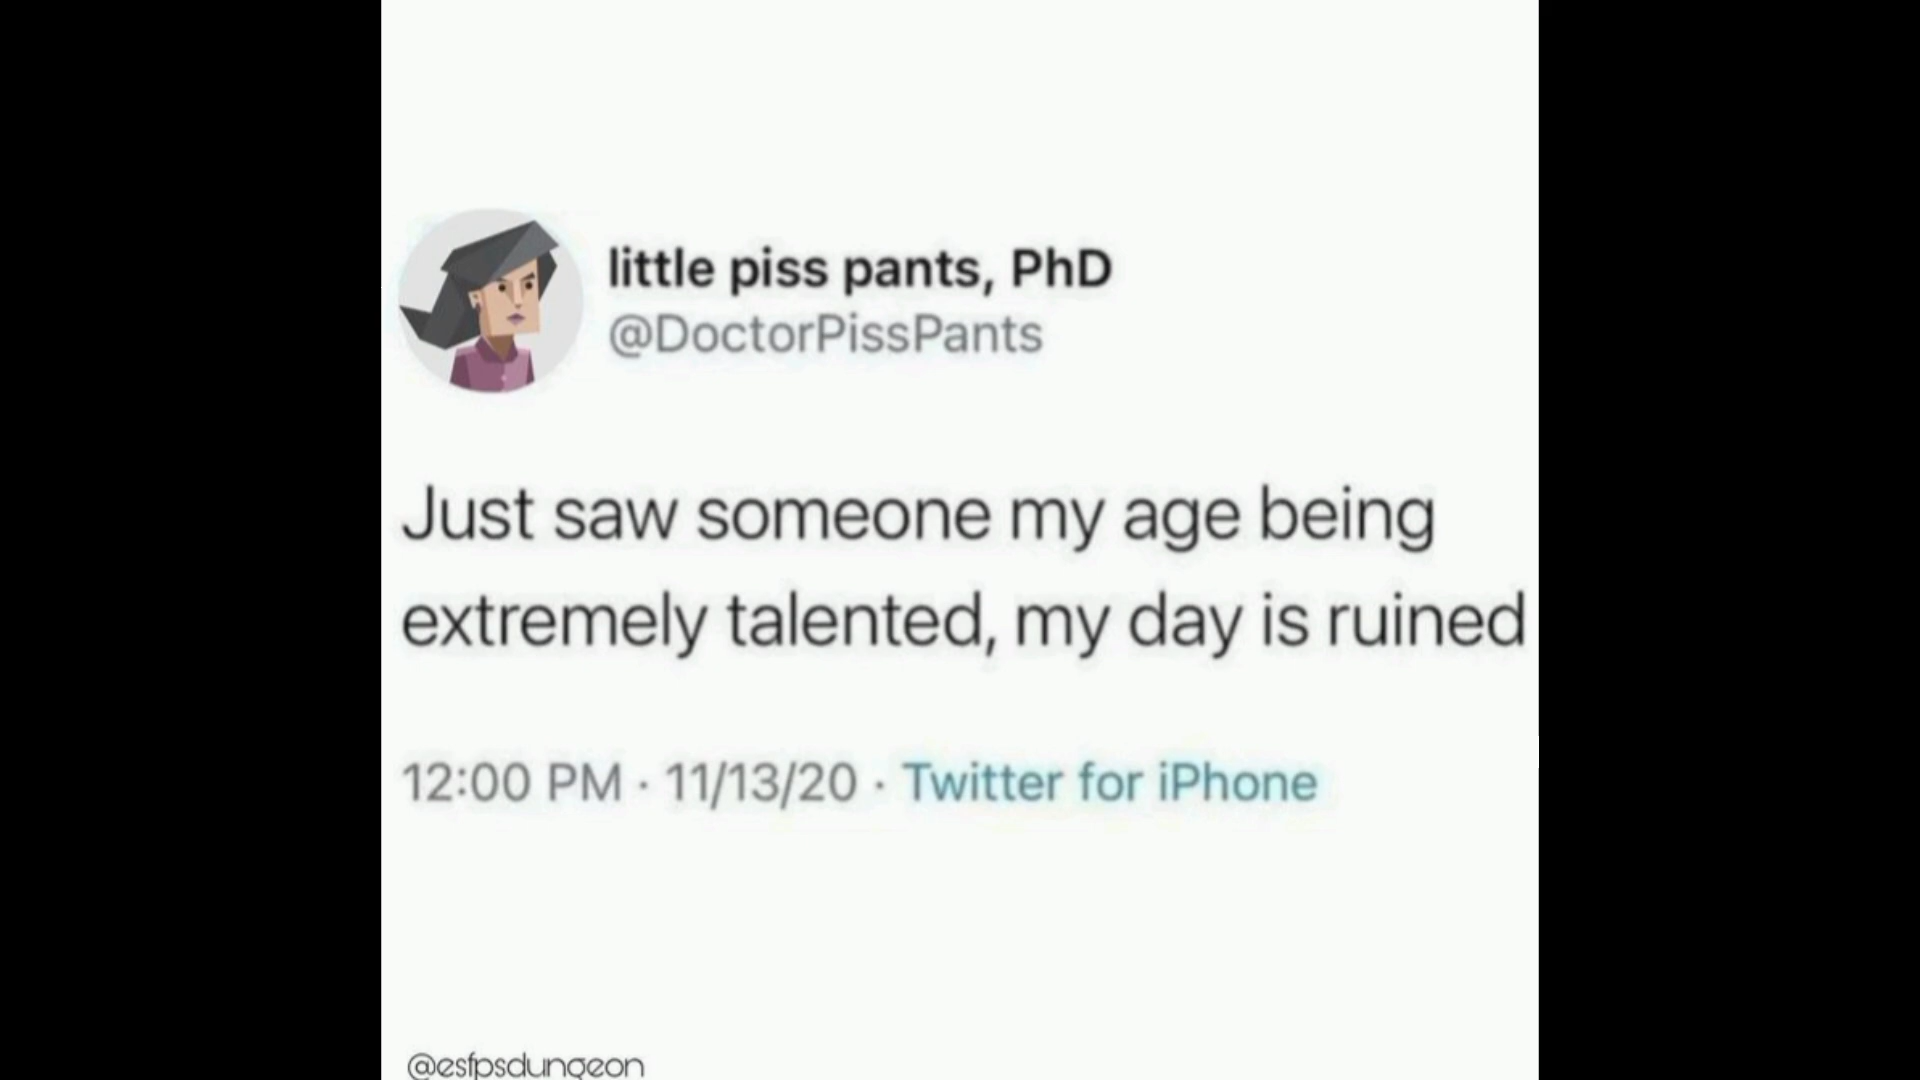 little piss pants, PhD
@DoctorPissPants
Just saw someone my age being
extremely talented, my day is ruined
12:00 PM · 11/13/20 · Twitter for iPhone
@esfpsdungeon